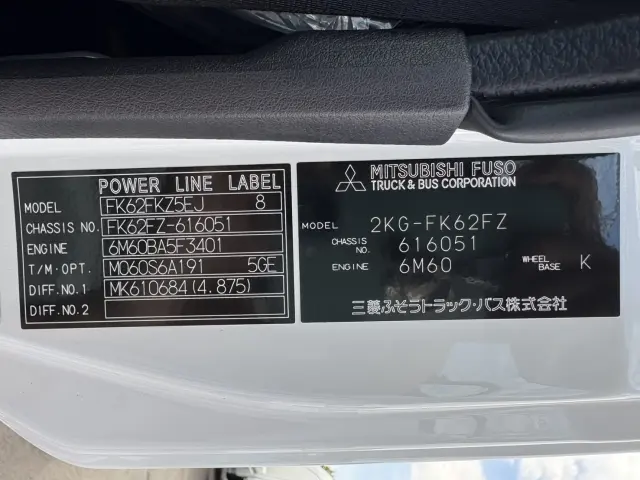 POWER LINE LABEL
MODEL FK62FKZ5EJ 8
CHASSIS NO. FK62FZ-616051
ENGINE 6M60BA5F3401
T/M·OPT. M060S6A191 5GE
DIFF.NO.1 MK610684(4.875)
DIFF.NO.2
MITSUBISHI FUSO
TRUCK & BUS CORPORATION
MODEL 2KG-FK62FZ
CHASSIS NO. 616051
ENGINE 6M60 WHEEL BASE K
三菱ふそうトラック・バス株式会社